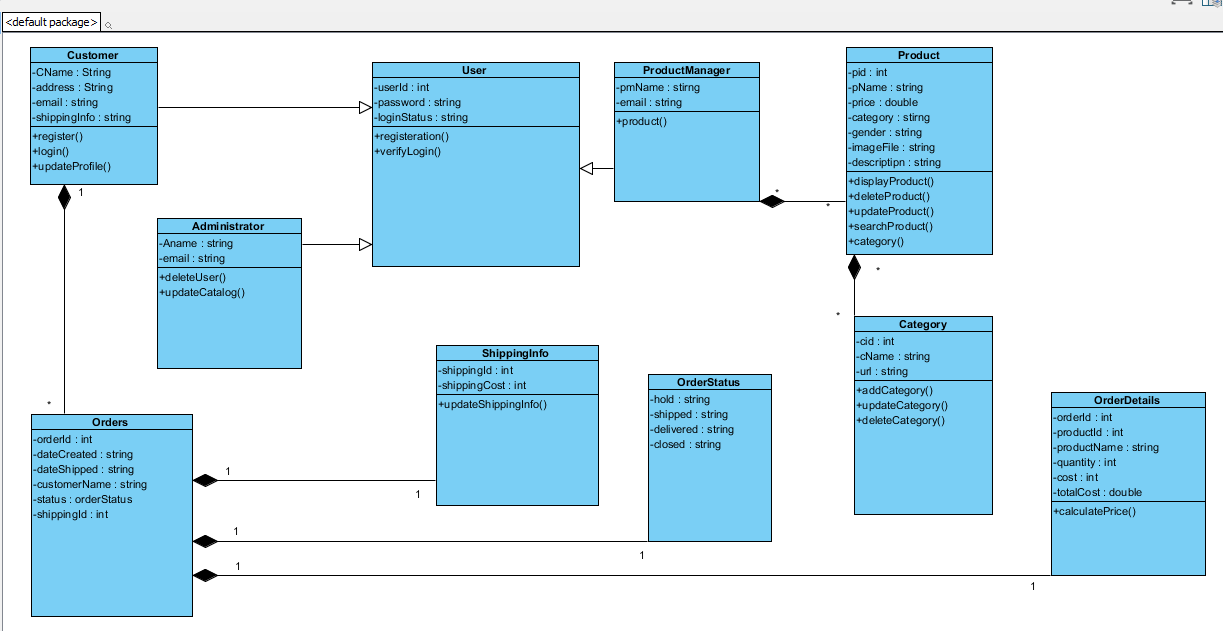 <default package>
Customer
-CName : String
-address : String
-email : string
-shippingInfo : string
+register()
+login()
+updateProfile()
1
*
User
-userId : int
-password : string
-loginStatus : string
+registeration()
+verifyLogin()
ProductManager
-pmName : stirng
-email : string
+product()
*
*
Product
-pid : int
-pName : string
-price : double
-category : stirng
-gender : string
-imageFile : string
-descriptipn : string
+displayProduct()
+deleteProduct()
+updateProduct()
+searchProduct()
+category()
*
*
Administrator
-Aname : string
-email : string
+deleteUser()
+updateCatalog()
Category
-cid : int
-cName : string
-url : string
+addCategory()
+updateCategory()
+deleteCategory()
ShippingInfo
-shippingId : int
-shippingCost : int
+updateShippingInfo()
OrderStatus
-hold : string
-shipped : string
-delivered : string
-closed : string
OrderDetails
-orderId : int
-productId : int
-productName : string
-quantity : int
-cost : int
-totalCost : double
+calculatePrice()
Orders
-orderId : int
-dateCreated : string
-dateShipped : string
-customerName : string
-status : orderStatus
-shippingId : int
1
1
1
1
1
1